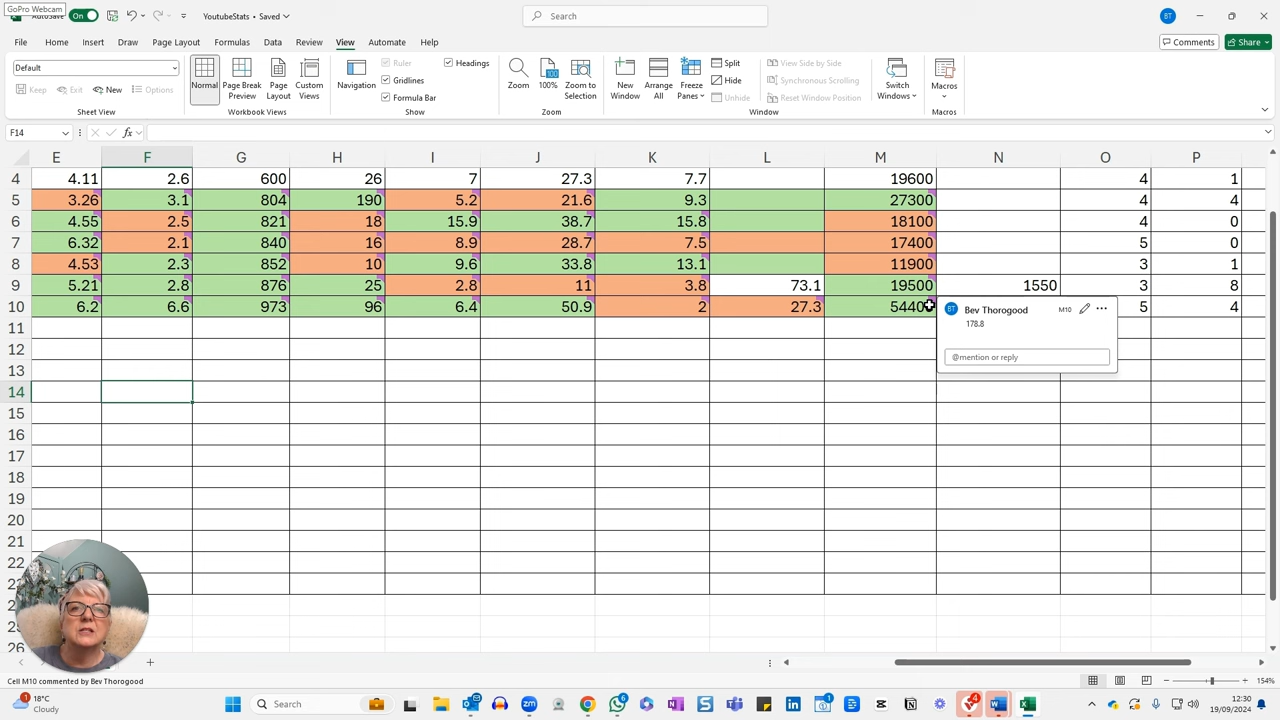 GoPro Webcam
AutoSave On YoutubeStats • Saved Search BT
File Home Insert Draw Page Layout Formulas Data Review View Automate Help Comments Share
Default
Keep Exit New Options
Sheet View
Normal Page Break Preview Page Layout Custom Views
Workbook Views
Navigation Ruler Gridlines Formula Bar Headings
Show
Zoom 100% Zoom to Selection
Zoom
New Window Arrange All Freeze Panes Split Hide Unhide View Side by Side Synchronous Scrolling Reset Window Position Switch Windows
Window
Macros
Macros
F14 fx
E F G H I J K L M N O P
4 4.11 2.6 600 26 7 27.3 7.7 19600 4 1
5 3.26 3.1 804 190 5.2 21.6 9.3 27300 4 4
6 4.55 2.5 821 18 15.9 38.7 15.8 18100 4 0
7 6.32 2.1 840 16 8.9 28.7 7.5 17400 5 0
8 4.53 2.3 852 10 9.6 33.8 13.1 11900 3 1
9 5.21 2.8 876 25 2.8 11 3.8 73.1 19500 1550 3 8
10 6.2 6.6 973 96 6.4 50.9 2 27.3 5440 5 4
BT Bev Thorogood M10
178.8
@mention or reply
11
12
13
14
15
16
17
18
19
20
21
22
26
Cell M10 commented by Bev Thorogood 154%
18°C
Cloudy
Search
12:30
19/09/2024